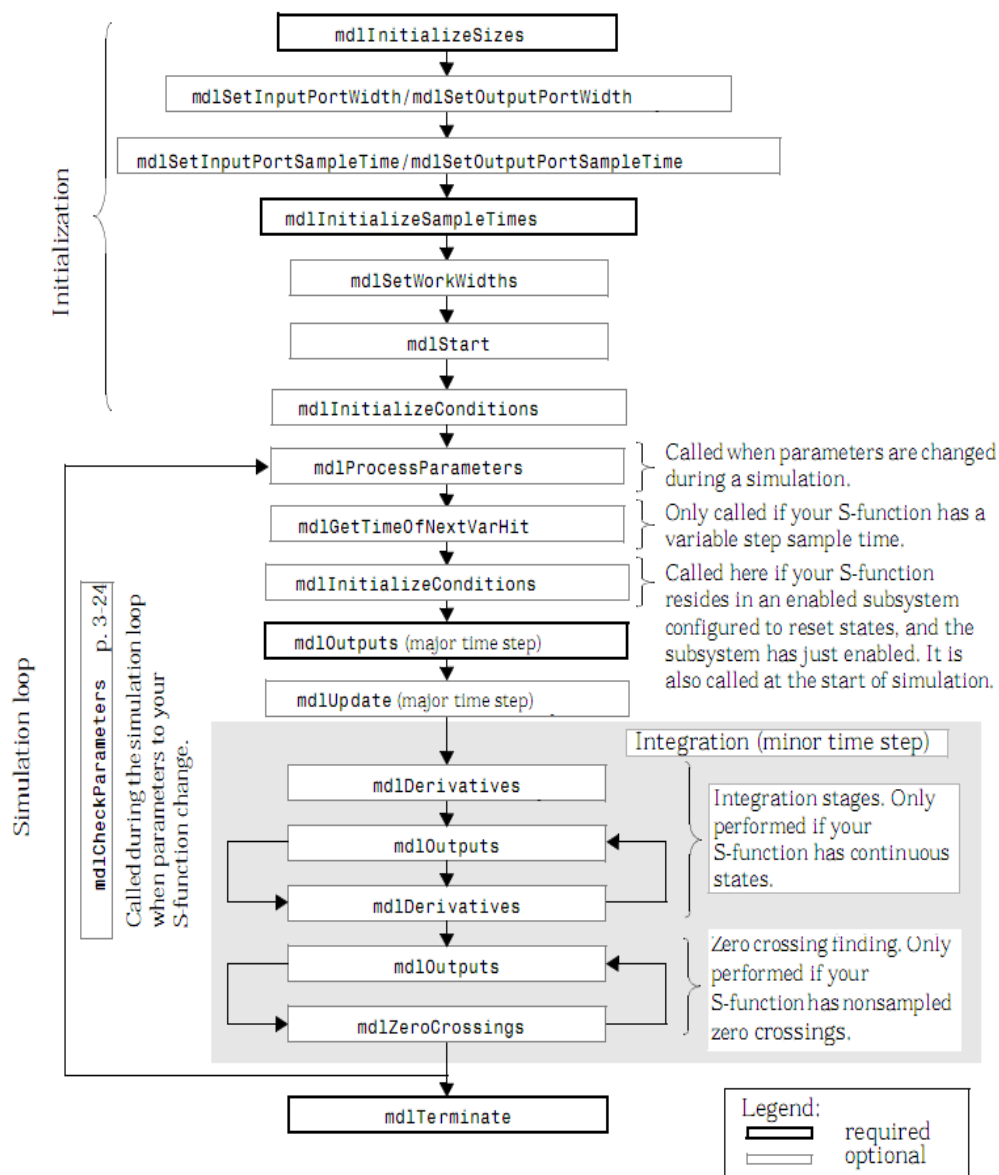 mdlInitializeSizes
mdlSetInputPortWidth/mdlSetOutputPortWidth
mdlSetInputPortSampleTime/mdlSetOutputPortSampleTime
mdlInitializeSampleTimes
mdlSetWorkWidths
mdlStart
mdlInitializeConditions
Initialization
mdlProcessParameters
Called when parameters are changed
during a simulation.
mdlGetTimeOfNextVarHit
Only called if your S-function has a
variable step sample time.
mdlInitializeConditions
Called here if your S-function
resides in an enabled subsystem
configured to reset states, and the
subsystem has just enabled. It is
also called at the start of simulation.
mdlOutputs (major time step)
mdlUpdate (major time step)
Simulation loop
mdlCheckParameters p. 3-24
Called during the simulation loop
when parameters to your
S-function change.
Integration (minor time step)
mdlDerivatives
mdlOutputs
mdlDerivatives
Integration stages. Only
performed if your
S-function has continuous
states.
mdlOutputs
mdlZeroCrossings
Zero crossing finding. Only
performed if your
S-function has nonsampled
zero crossings.
mdlTerminate
Legend:
required
optional